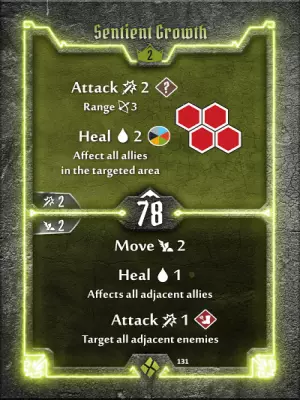 Sentient Growth
2
Attack 2 ?
Range 3
Heal 2
Affect all allies
in the targeted area
2
78
2
Move 2
Heal 1
Affects all adjacent allies
Attack 1
Target all adjacent enemies
131